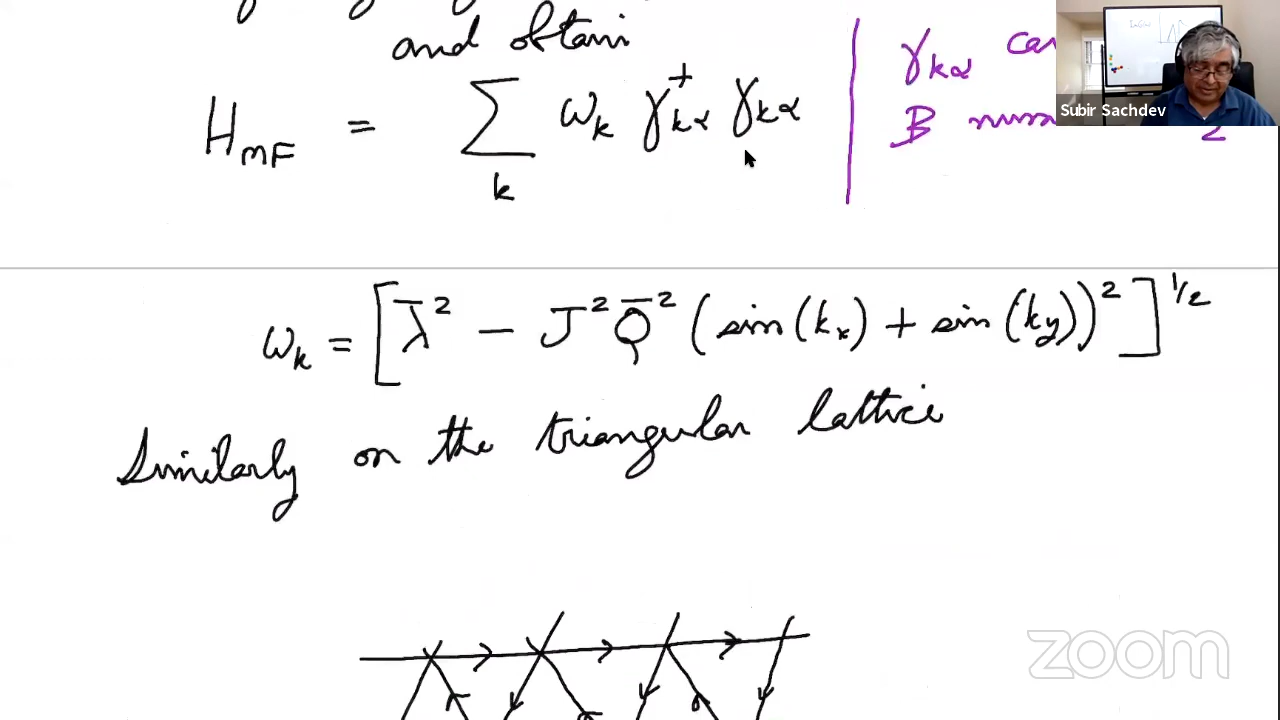 and obtain
H_MF = Σ_k ω_k γ†_kα γ_kα
γ_kα
B
2
Subir Sachdev
ω_k = [ λ̄² − J² Q̄² (sin(k_x) + sin(k_y))² ]^1/2
Similarly on the triangular lattice
zoom